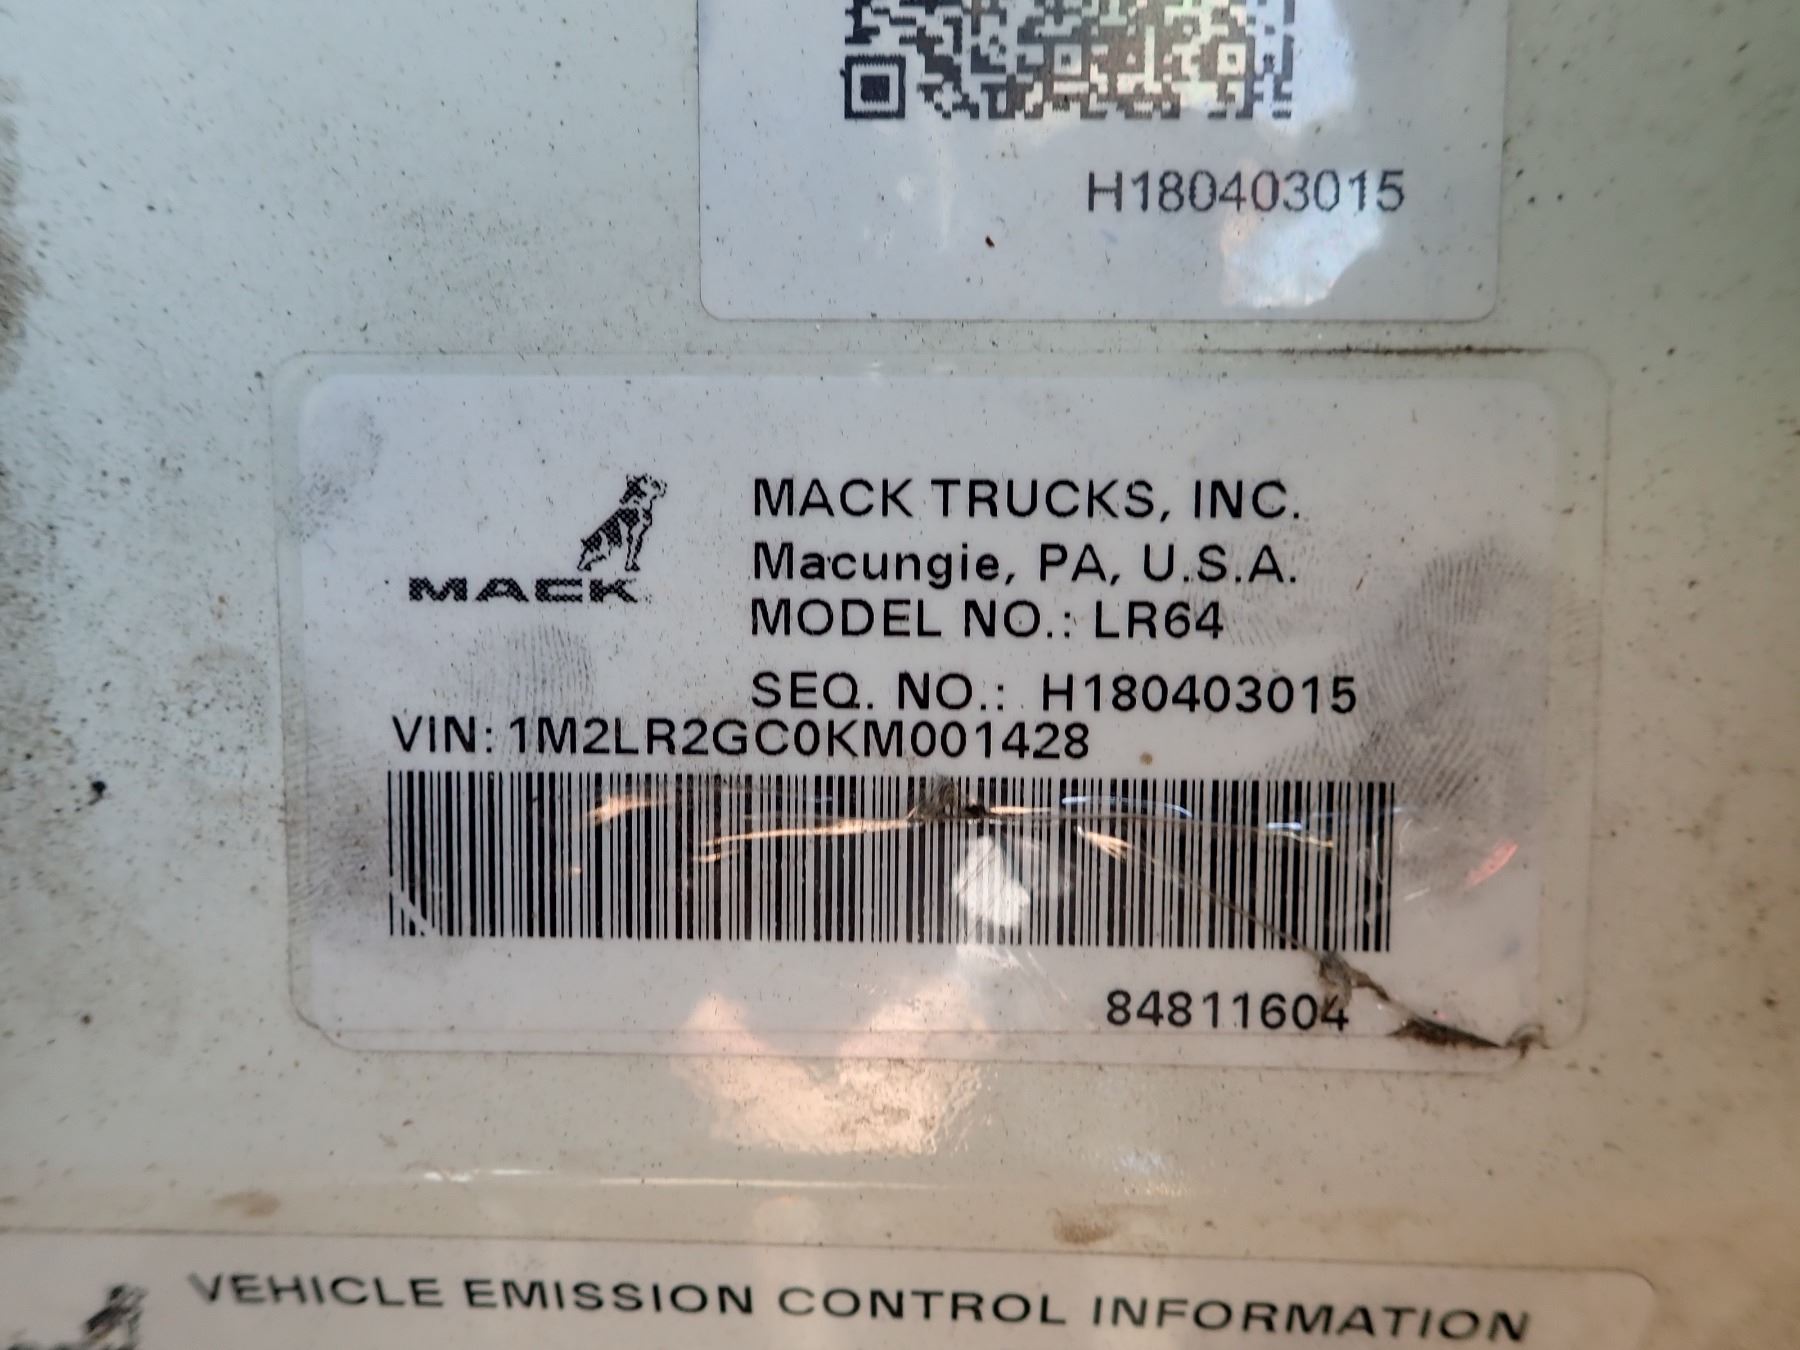 H180403015
MACK
MACK TRUCKS, INC.
Macungie, PA, U.S.A.
MODEL NO.: LR64
SEQ. NO.: H180403015
VIN: 1M2LR2GC0KM001428
84811604
VEHICLE EMISSION CONTROL INFORMATION